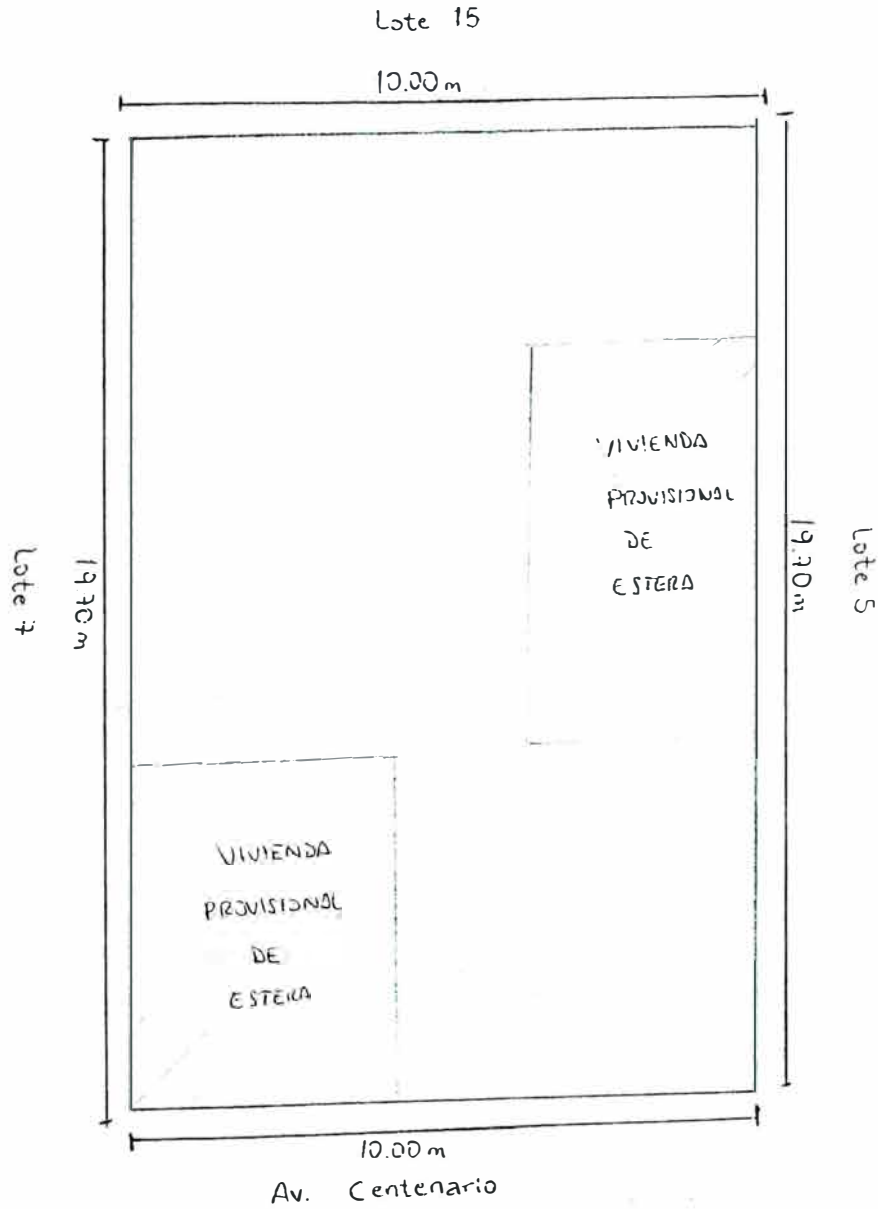 Lote 15
10.00 m
VIVIENDA
PROVISIONAL
DE
ESTERA
19.70 m
Lote 5
Lote 7
19.70 m
VIVIENDA
PROVISIONAL
DE
ESTERA
10.00 m
Av. Centenario